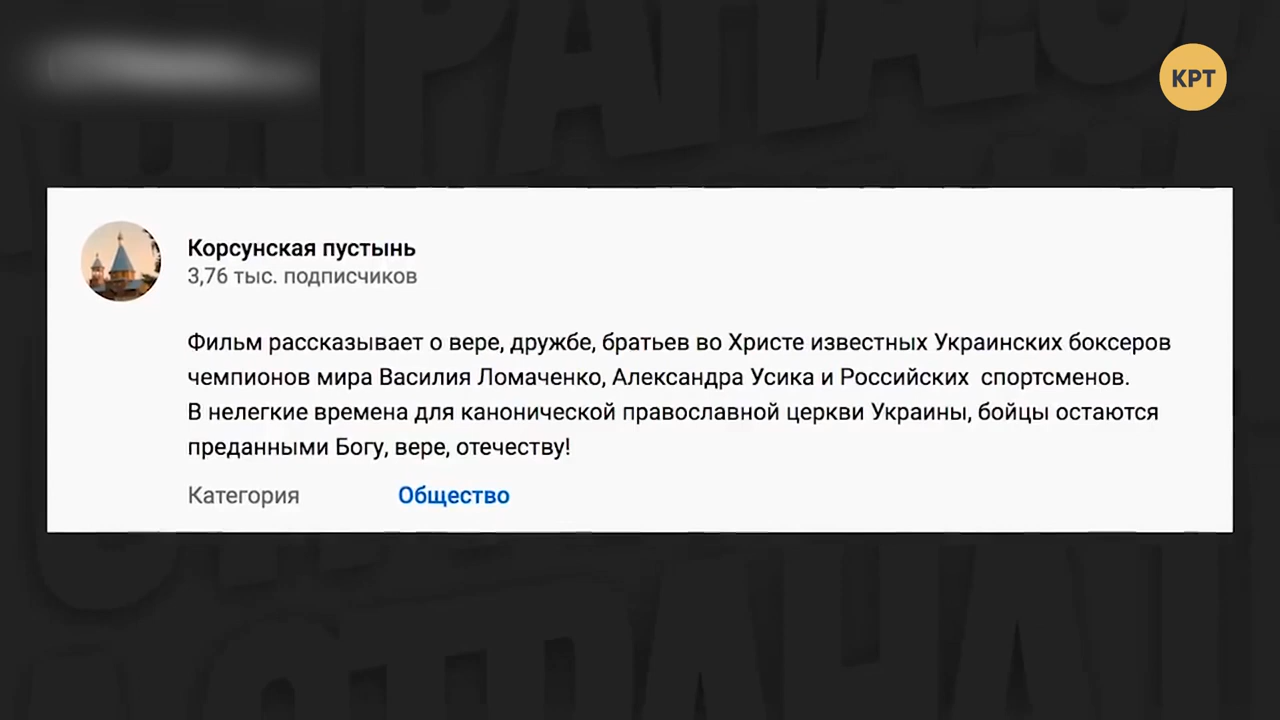 КРТ
Корсунская пустынь
3,76 тыс. подписчиков
Фильм рассказывает о вере, дружбе, братьев во Христе известных Украинских боксеров
чемпионов мира Василия Ломаченко, Александра Усика и Российских спортсменов.
В нелегкие времена для канонической православной церкви Украины, бойцы остаются
преданными Богу, вере, отечеству!
Категория Общество